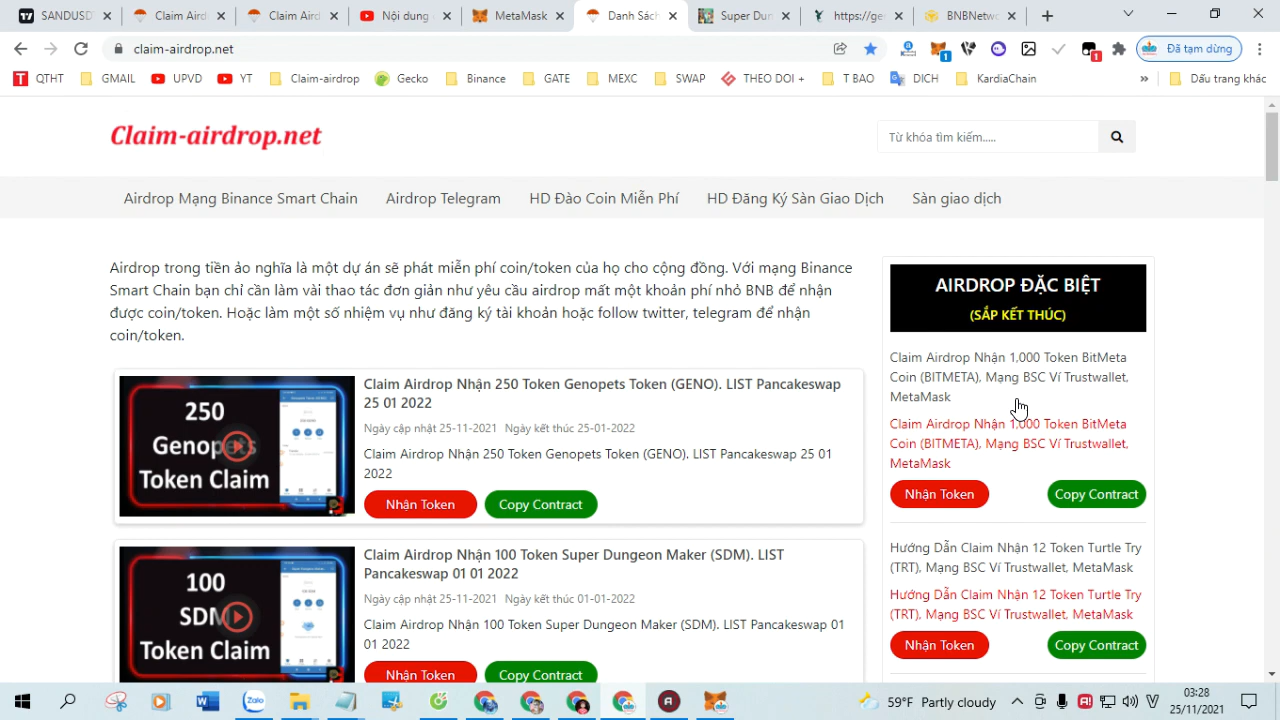 SANDUSD
Claim Aird
Claim Aird
Nội dung
MetaMask
Danh Sách
Super Dun
https://ge
BNBNetwo
claim-airdrop.net
Đã tạm dừng
1
1
QTHT
GMAIL
UPVD
YT
Claim-airdrop
Gecko
Binance
GATE
MEXC
SWAP
THEO DOI +
T BAO
DICH
KardiaChain
»
Dấu trang khác
Claim-airdrop.net
Từ khóa tìm kiếm.....
Airdrop Mạng Binance Smart Chain
Airdrop Telegram
HD Đào Coin Miễn Phí
HD Đăng Ký Sàn Giao Dịch
Sàn giao dịch
Airdrop trong tiền ảo nghĩa là một dự án sẽ phát miễn phí coin/token của họ cho cộng đồng. Với mạng Binance
Smart Chain bạn chỉ cần làm vài thao tác đơn giản như yêu cầu airdrop mất một khoản phí nhỏ BNB để nhận
được coin/token. Hoặc làm một số nhiệm vụ như đăng ký tài khoản hoặc follow twitter, telegram để nhận
coin/token.
250
Genopets
Token Claim
Claim Airdrop Nhận 250 Token Genopets Token (GENO). LIST Pancakeswap
25 01 2022
Ngày cập nhật 25-11-2021 Ngày kết thúc 25-01-2022
Claim Airdrop Nhận 250 Token Genopets Token (GENO). LIST Pancakeswap 25 01
2022
Nhận Token
Copy Contract
100
SDM
Token Claim
Claim Airdrop Nhận 100 Token Super Dungeon Maker (SDM). LIST
Pancakeswap 01 01 2022
Ngày cập nhật 25-11-2021 Ngày kết thúc 01-01-2022
Claim Airdrop Nhận 100 Token Super Dungeon Maker (SDM). LIST Pancakeswap 01
01 2022
Nhận Token
Copy Contract
AIRDROP ĐẶC BIỆT
(SẮP KẾT THÚC)
Claim Airdrop Nhận 1,000 Token BitMeta
Coin (BITMETA), Mạng BSC Ví Trustwallet,
MetaMask
Claim Airdrop Nhận 1,000 Token BitMeta
Coin (BITMETA), Mạng BSC Ví Trustwallet,
MetaMask
Nhận Token
Copy Contract
Hướng Dẫn Claim Nhận 12 Token Turtle Try
(TRT), Mạng BSC Ví Trustwallet, MetaMask
Hướng Dẫn Claim Nhận 12 Token Turtle Try
(TRT), Mạng BSC Ví Trustwallet, MetaMask
Nhận Token
Copy Contract
Zalo
59°F Partly cloudy
03:28
25/11/2021